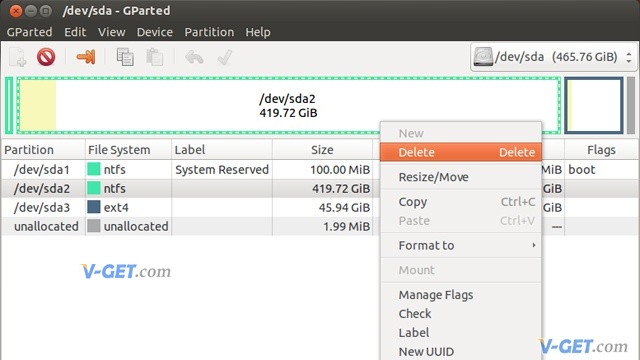 /dev/sda - GParted
GParted Edit View Device Partition Help
/dev/sda (465.76 GiB)
/dev/sda2
419.72 GiB
Partition File System Label Size Flags
/dev/sda1 ntfs System Reserved 100.00 MiB MiB boot
/dev/sda2 ntfs 419.72 GiB GiB
/dev/sda3 ext4 45.94 GiB GiB
unallocated unallocated 1.99 MiB ---
New
Delete Delete
Resize/Move
Copy Ctrl+C
Paste Ctrl+V
Format to
Mount
Manage Flags
Check
Label
New UUID
V-GET.com
V-GET.com